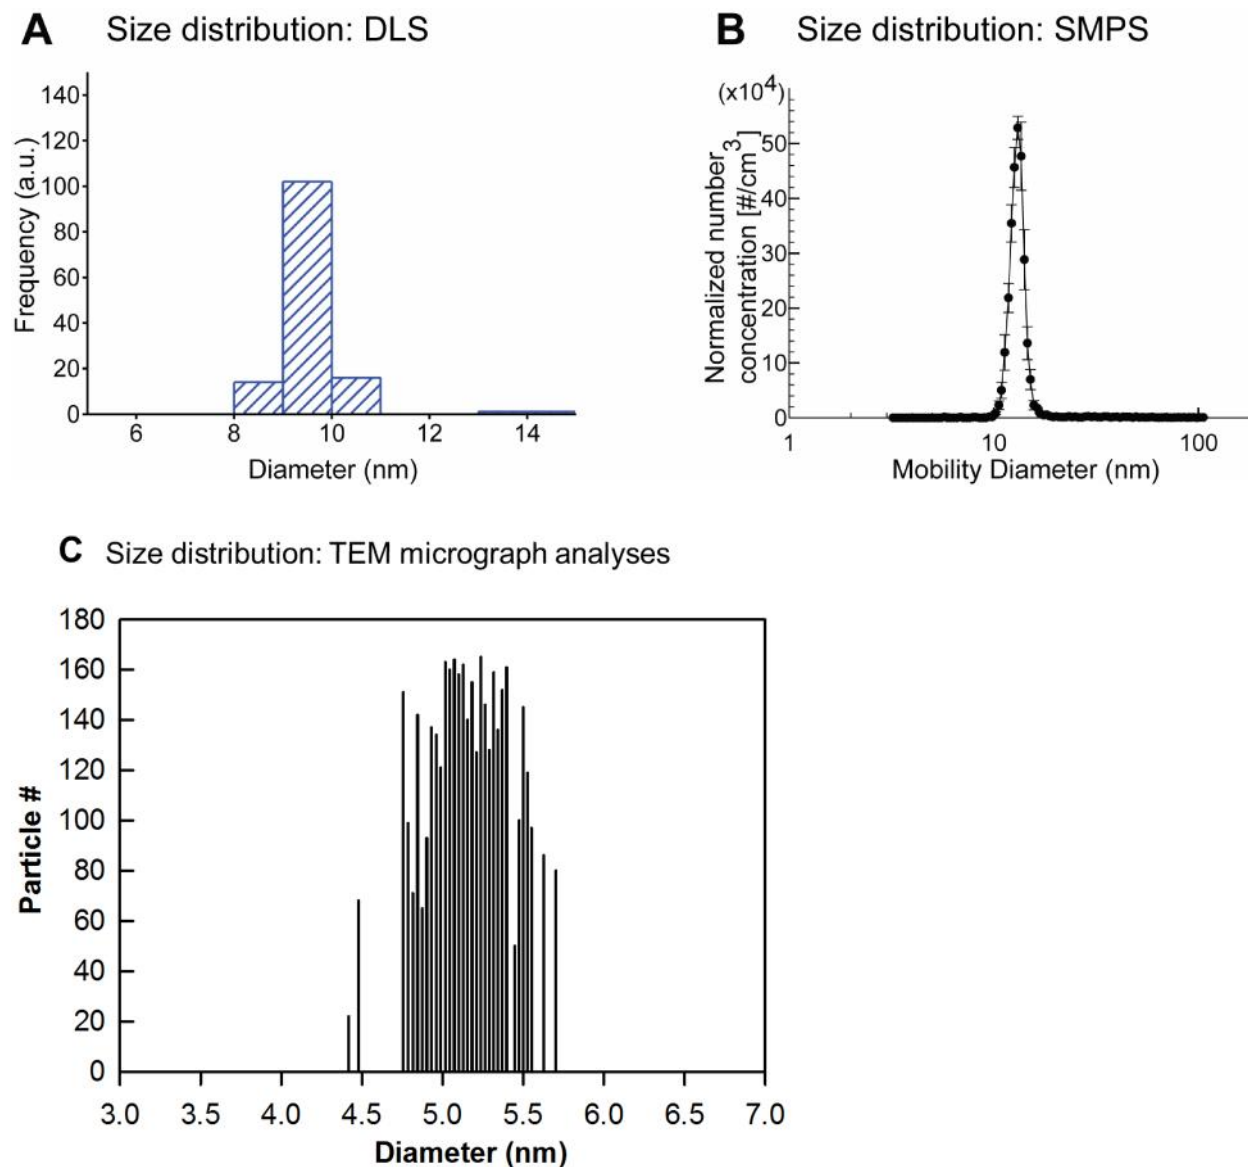 A Size distribution: DLS
Frequency (a.u.)
140
120
100
80
60
40
20
0
6 8 10 12 14
Diameter (nm)
B Size distribution: SMPS
(x10⁴)
Normalized number
concentration [#/cm³]
50
40
30
20
10
0
1 10 100
Mobility Diameter (nm)
C Size distribution: TEM micrograph analyses
Particle #
180
160
140
120
100
80
60
40
20
0
3.0 3.5 4.0 4.5 5.0 5.5 6.0 6.5 7.0
Diameter (nm)